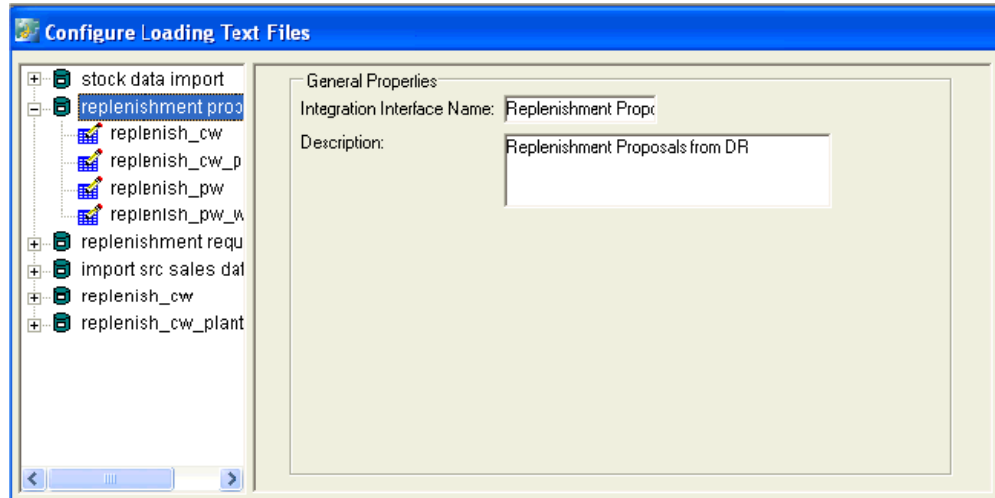 Configure Loading Text Files
stock data import
replenishment prop
replenish_cw
replenish_cw_p
replenish_pw
replenish_pw_w
replenishment requ
import src sales dat
replenish_cw
replenish_cw_plant
General Properties
Integration Interface Name: Replenishment Propo
Description: Replenishment Proposals from DR